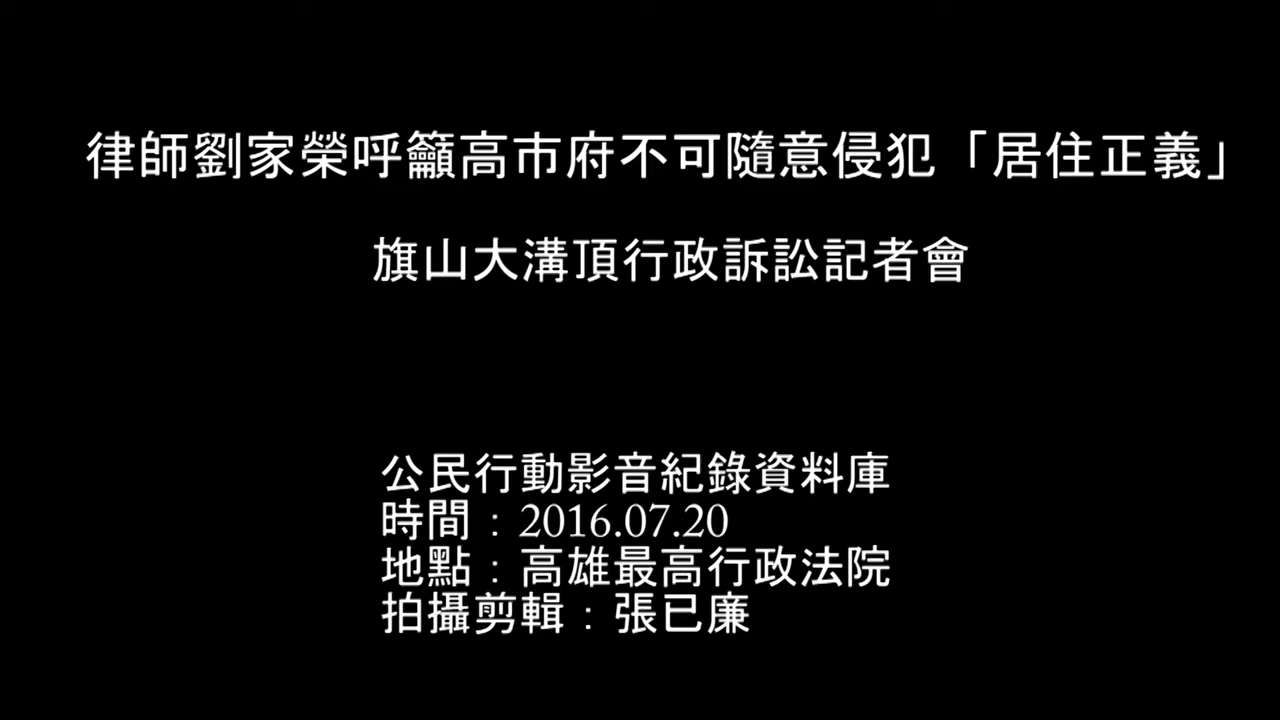 律師劉家榮呼籲高市府不可隨意侵犯「居住正義」
旗山大溝頂行政訴訟記者會
公民行動影音紀錄資料庫
時間：2016.07.20
地點：高雄最高行政法院
拍攝剪輯：張已廉